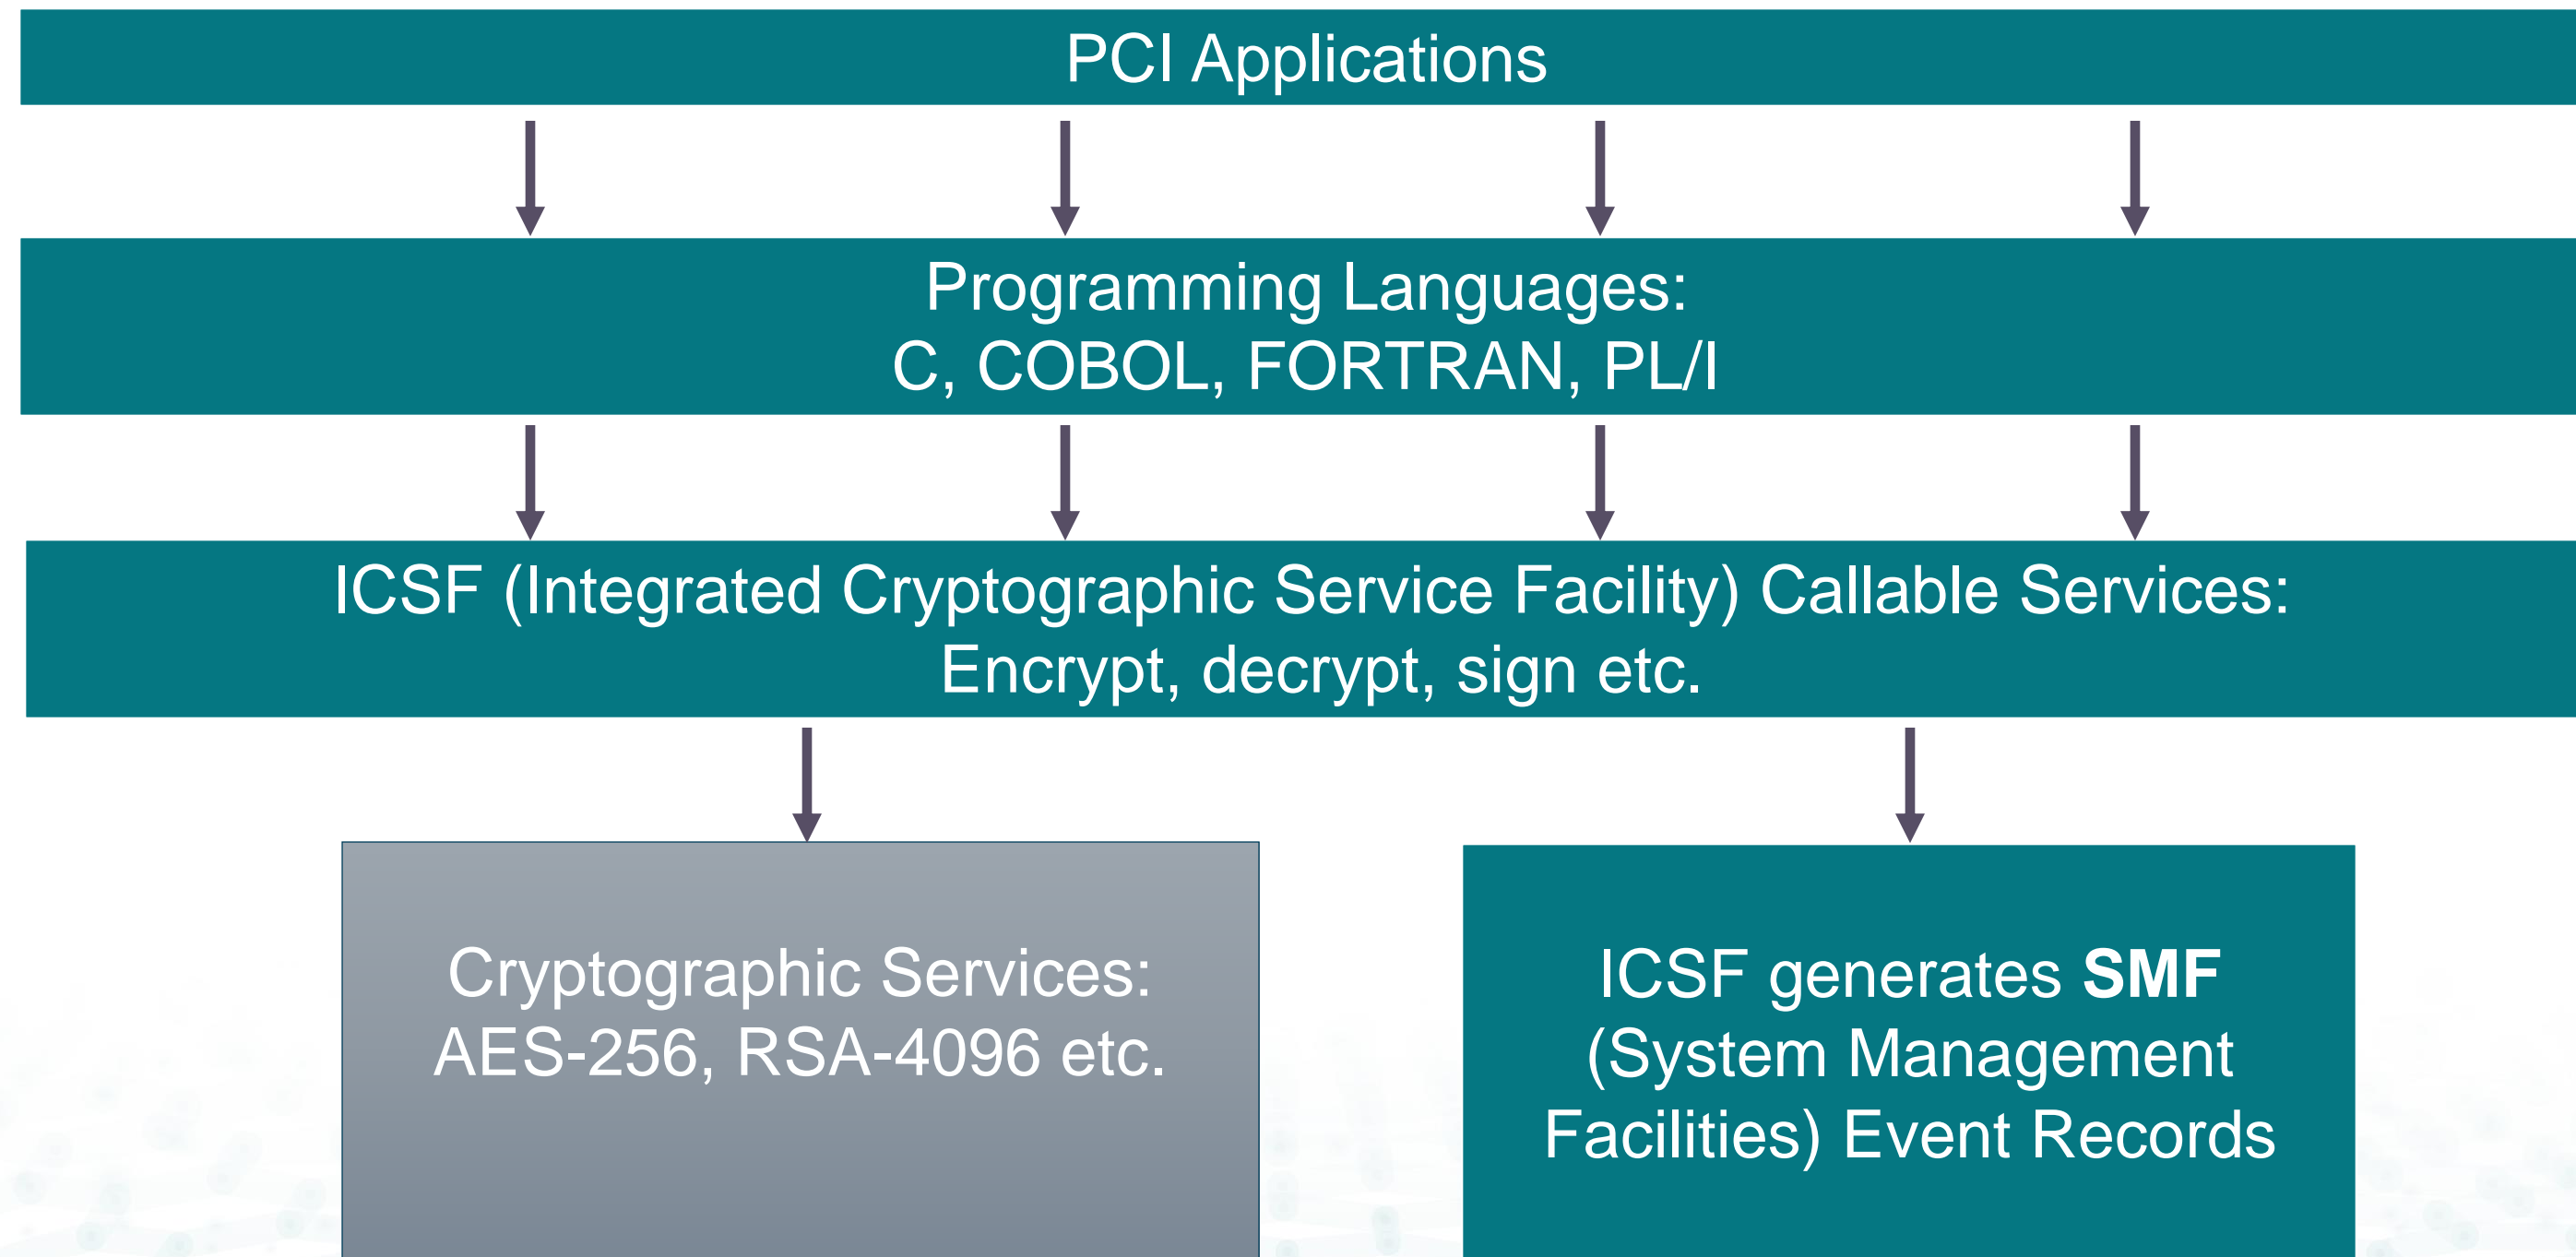 PCI Applications
Programming Languages:
C, COBOL, FORTRAN, PL/I
ICSF (Integrated Cryptographic Service Facility) Callable Services:
Encrypt, decrypt, sign etc.
Cryptographic Services:
AES-256, RSA-4096 etc.
ICSF generates SMF
(System Management
Facilities) Event Records